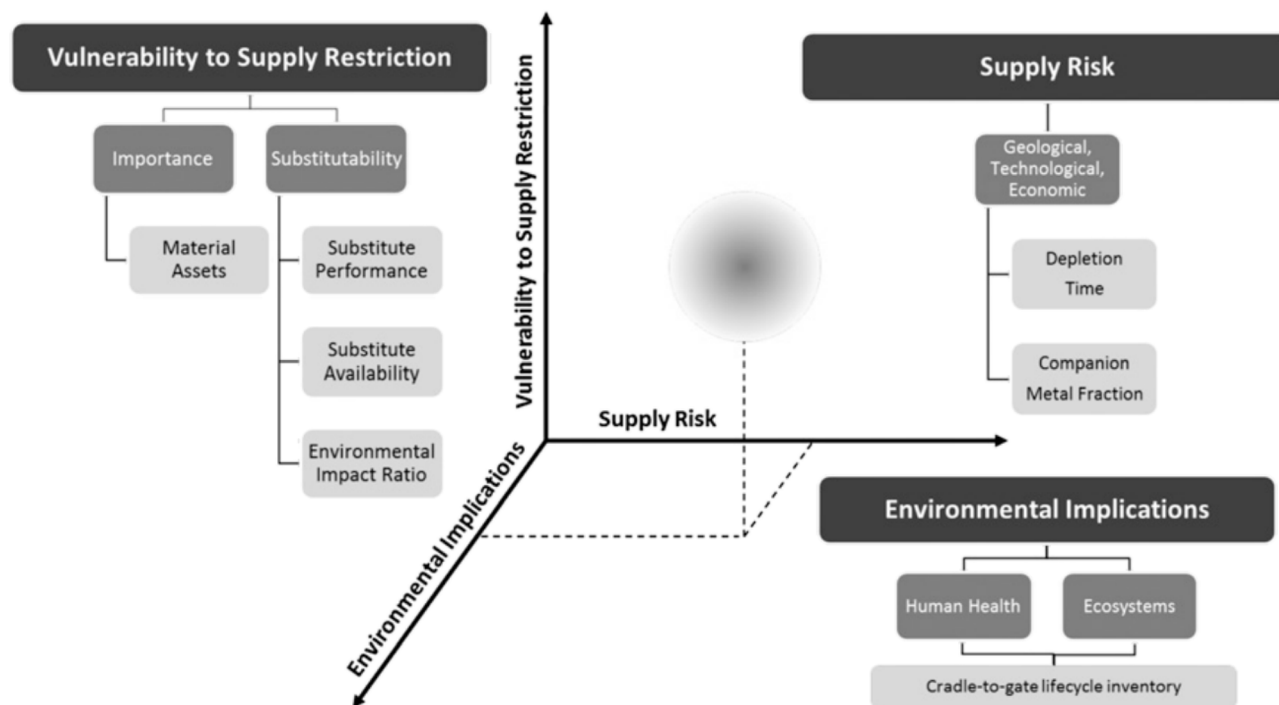 Vulnerability to Supply Restriction
Importance
Substitutability
Material
Assets
Substitute
Performance
Substitute
Availability
Environmental
Impact Ratio
Vulnerability to Supply Restriction
Supply Risk
Environmental Implications
Supply Risk
Geological,
Technological,
Economic
Depletion
Time
Companion
Metal Fraction
Environmental Implications
Human Health
Ecosystems
Cradle-to-gate lifecycle inventory